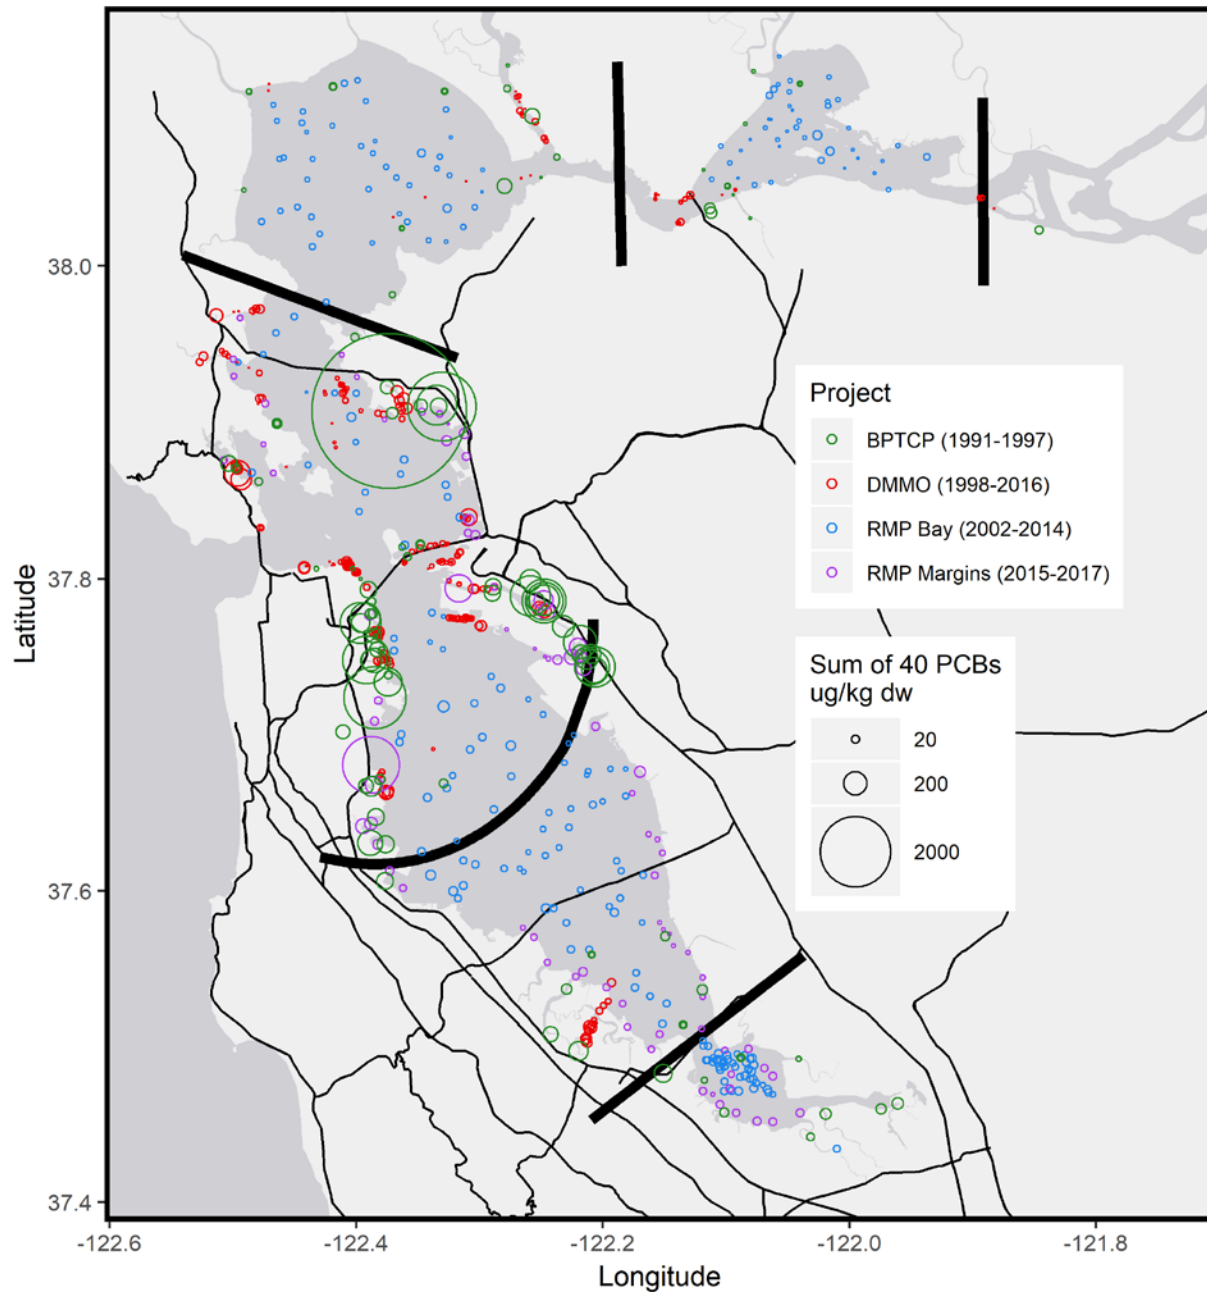 38.0
37.8
37.6
37.4
Latitude
-122.6
-122.4
-122.2
-122.0
-121.8
Longitude
Project
BPTCP (1991-1997)
DMMO (1998-2016)
RMP Bay (2002-2014)
RMP Margins (2015-2017)
Sum of 40 PCBs
ug/kg dw
20
200
2000